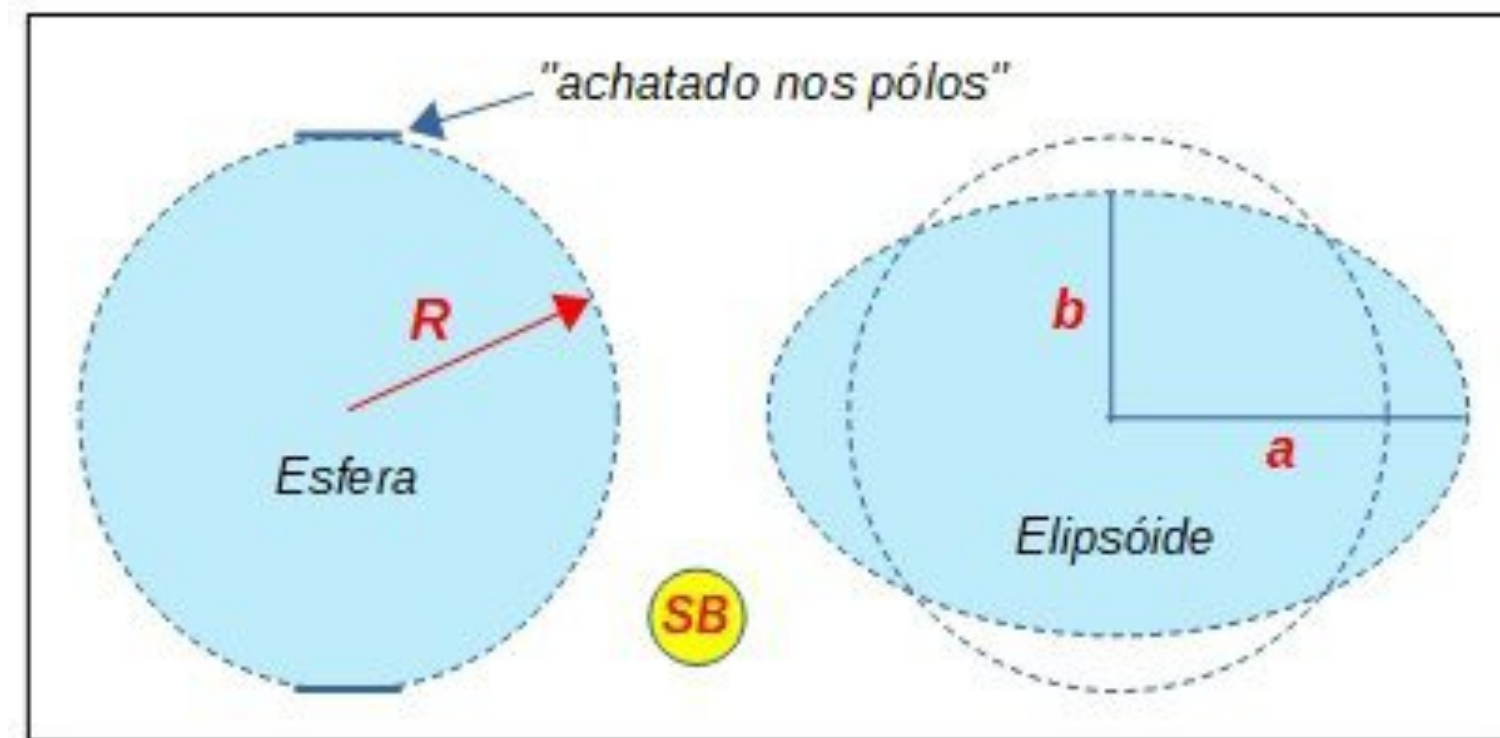 "achatado nos pólos"
R
Esfera
b
a
Elipsóide
SB